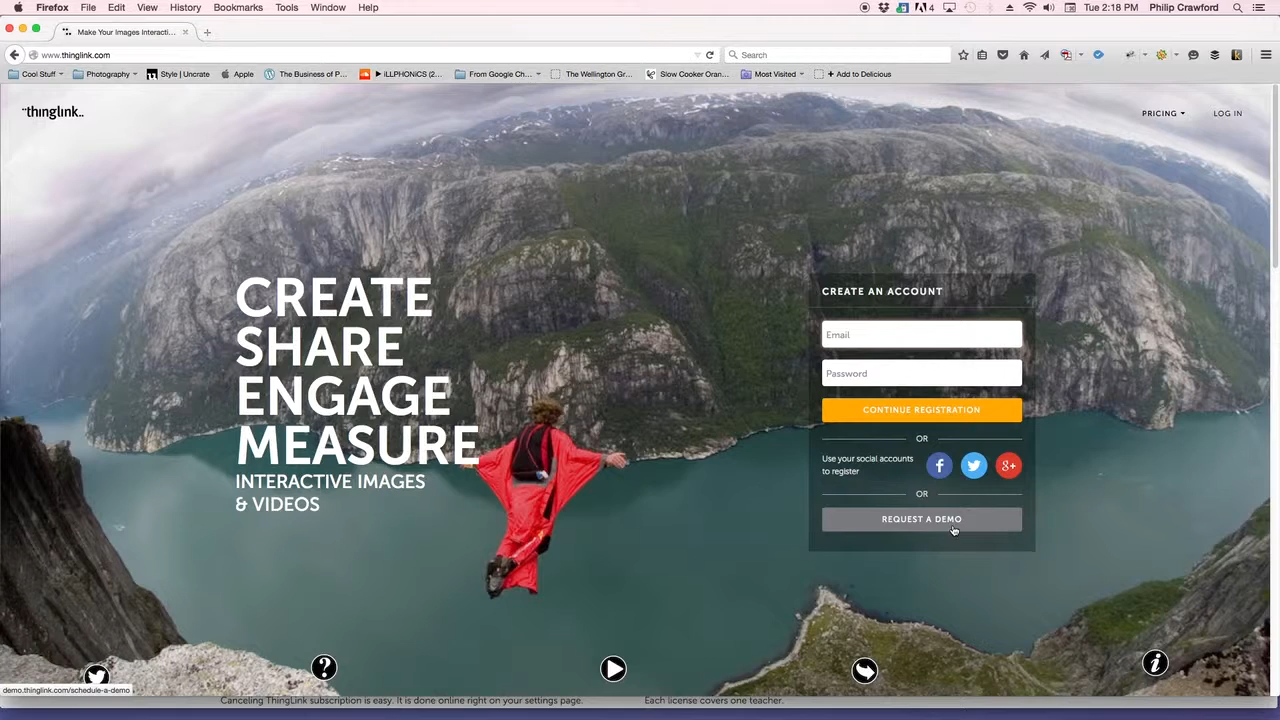 Firefox File Edit View History Bookmarks Tools Window Help 4 Tue 2:18 PM Philip Crawford
Make Your Images Interacti...
www.thinglink.com Search
Cool Stuff Photography Style | Uncrate Apple The Business of P... iLLPHONiCS (2... From Google Ch... The Wellington Gr... Slow Cooker Oran... Most Visited Add to Delicious
thinglink.. PRICING LOG IN
CREATE
SHARE
ENGAGE
MEASURE
INTERACTIVE IMAGES
& VIDEOS
CREATE AN ACCOUNT
Email
Password
CONTINUE REGISTRATION
OR
Use your social accounts
to register
f g+
OR
REQUEST A DEMO
? i
demo.thinglink.com/schedule-a-demo
Canceling ThingLink subscription is easy. It is done online right on your settings page. Each license covers one teacher.